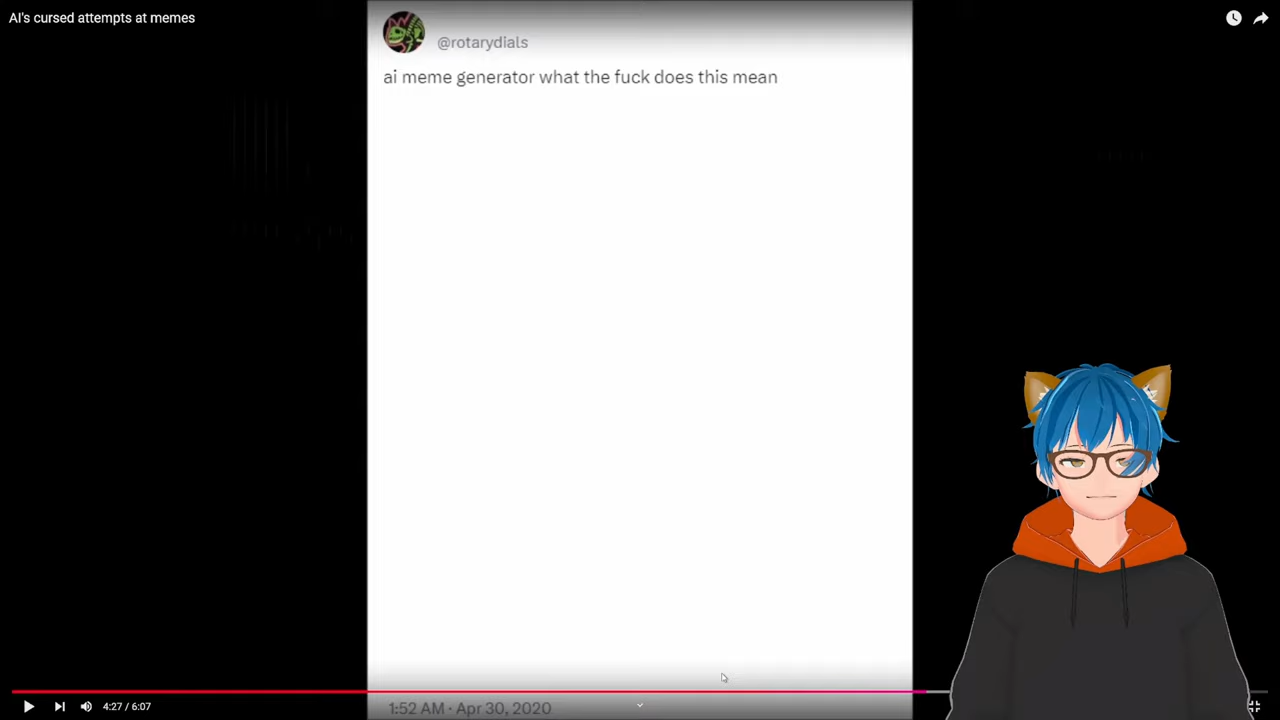 AI's cursed attempts at memes
@rotarydials
ai meme generator what the fuck does this mean
1:52 AM · Apr 30, 2020
4:27 / 6:07